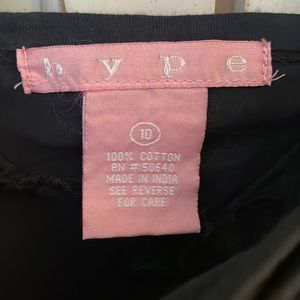 hype
10
100% COTTON
RN # 50640
MADE IN INDIA
SEE REVERSE
FOR CARE